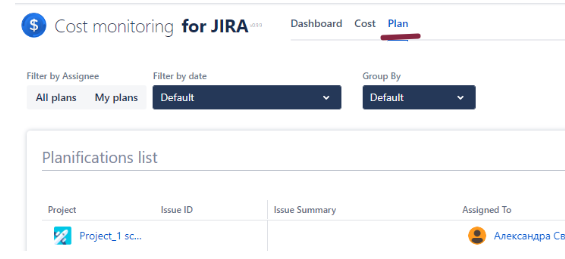 Cost monitoring for JIRA
Dashboard Cost Plan
Filter by Assignee Filter by date Group By
All plans My plans Default Default
Planifications list
Project Issue ID Issue Summary Assigned To
Project_1 sc... Александра Св